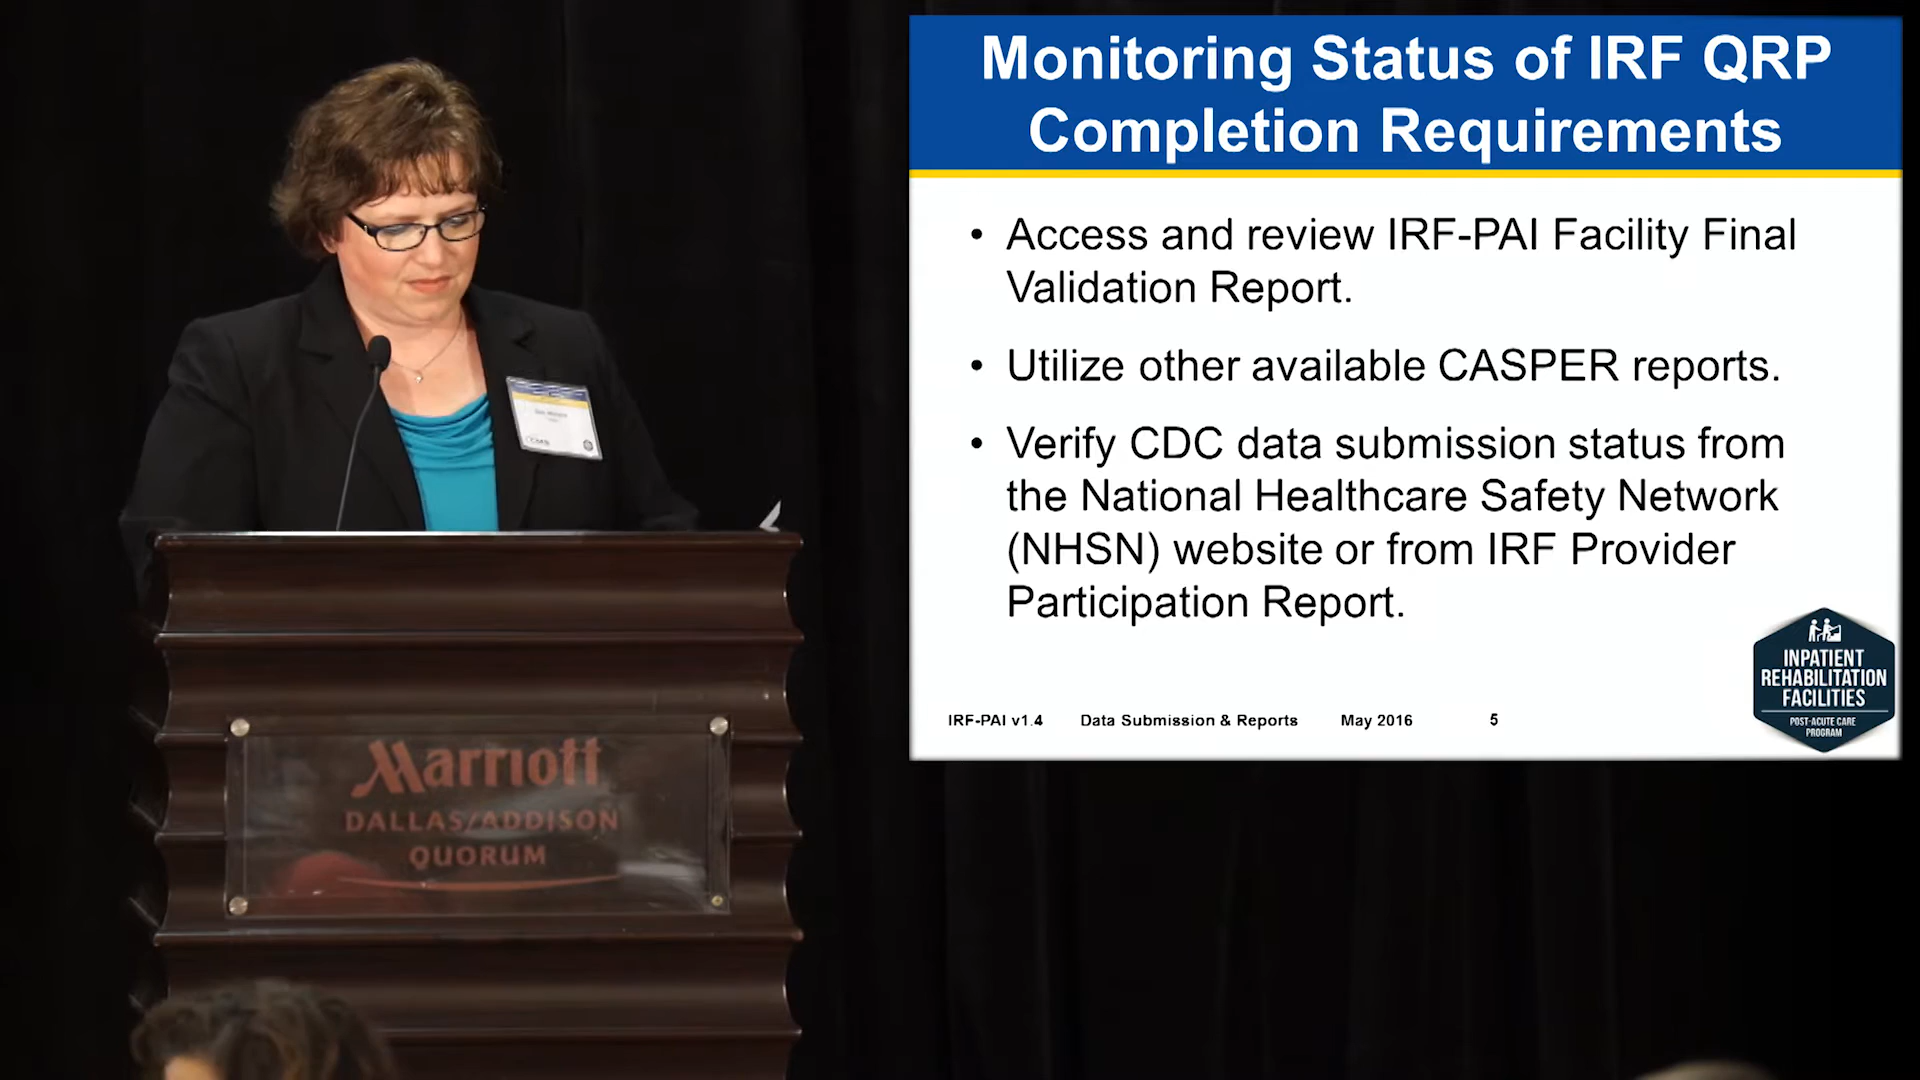 Monitoring Status of IRF QRP
Completion Requirements
• Access and review IRF-PAI Facility Final
Validation Report.
• Utilize other available CASPER reports.
• Verify CDC data submission status from
the National Healthcare Safety Network
(NHSN) website or from IRF Provider
Participation Report.
IRF-PAI v1.4 Data Submission & Reports May 2016 5
INPATIENT
REHABILITATION
FACILITIES
POST-ACUTE CARE
PROGRAM
Marriott
DALLAS/ADDISON
QUORUM